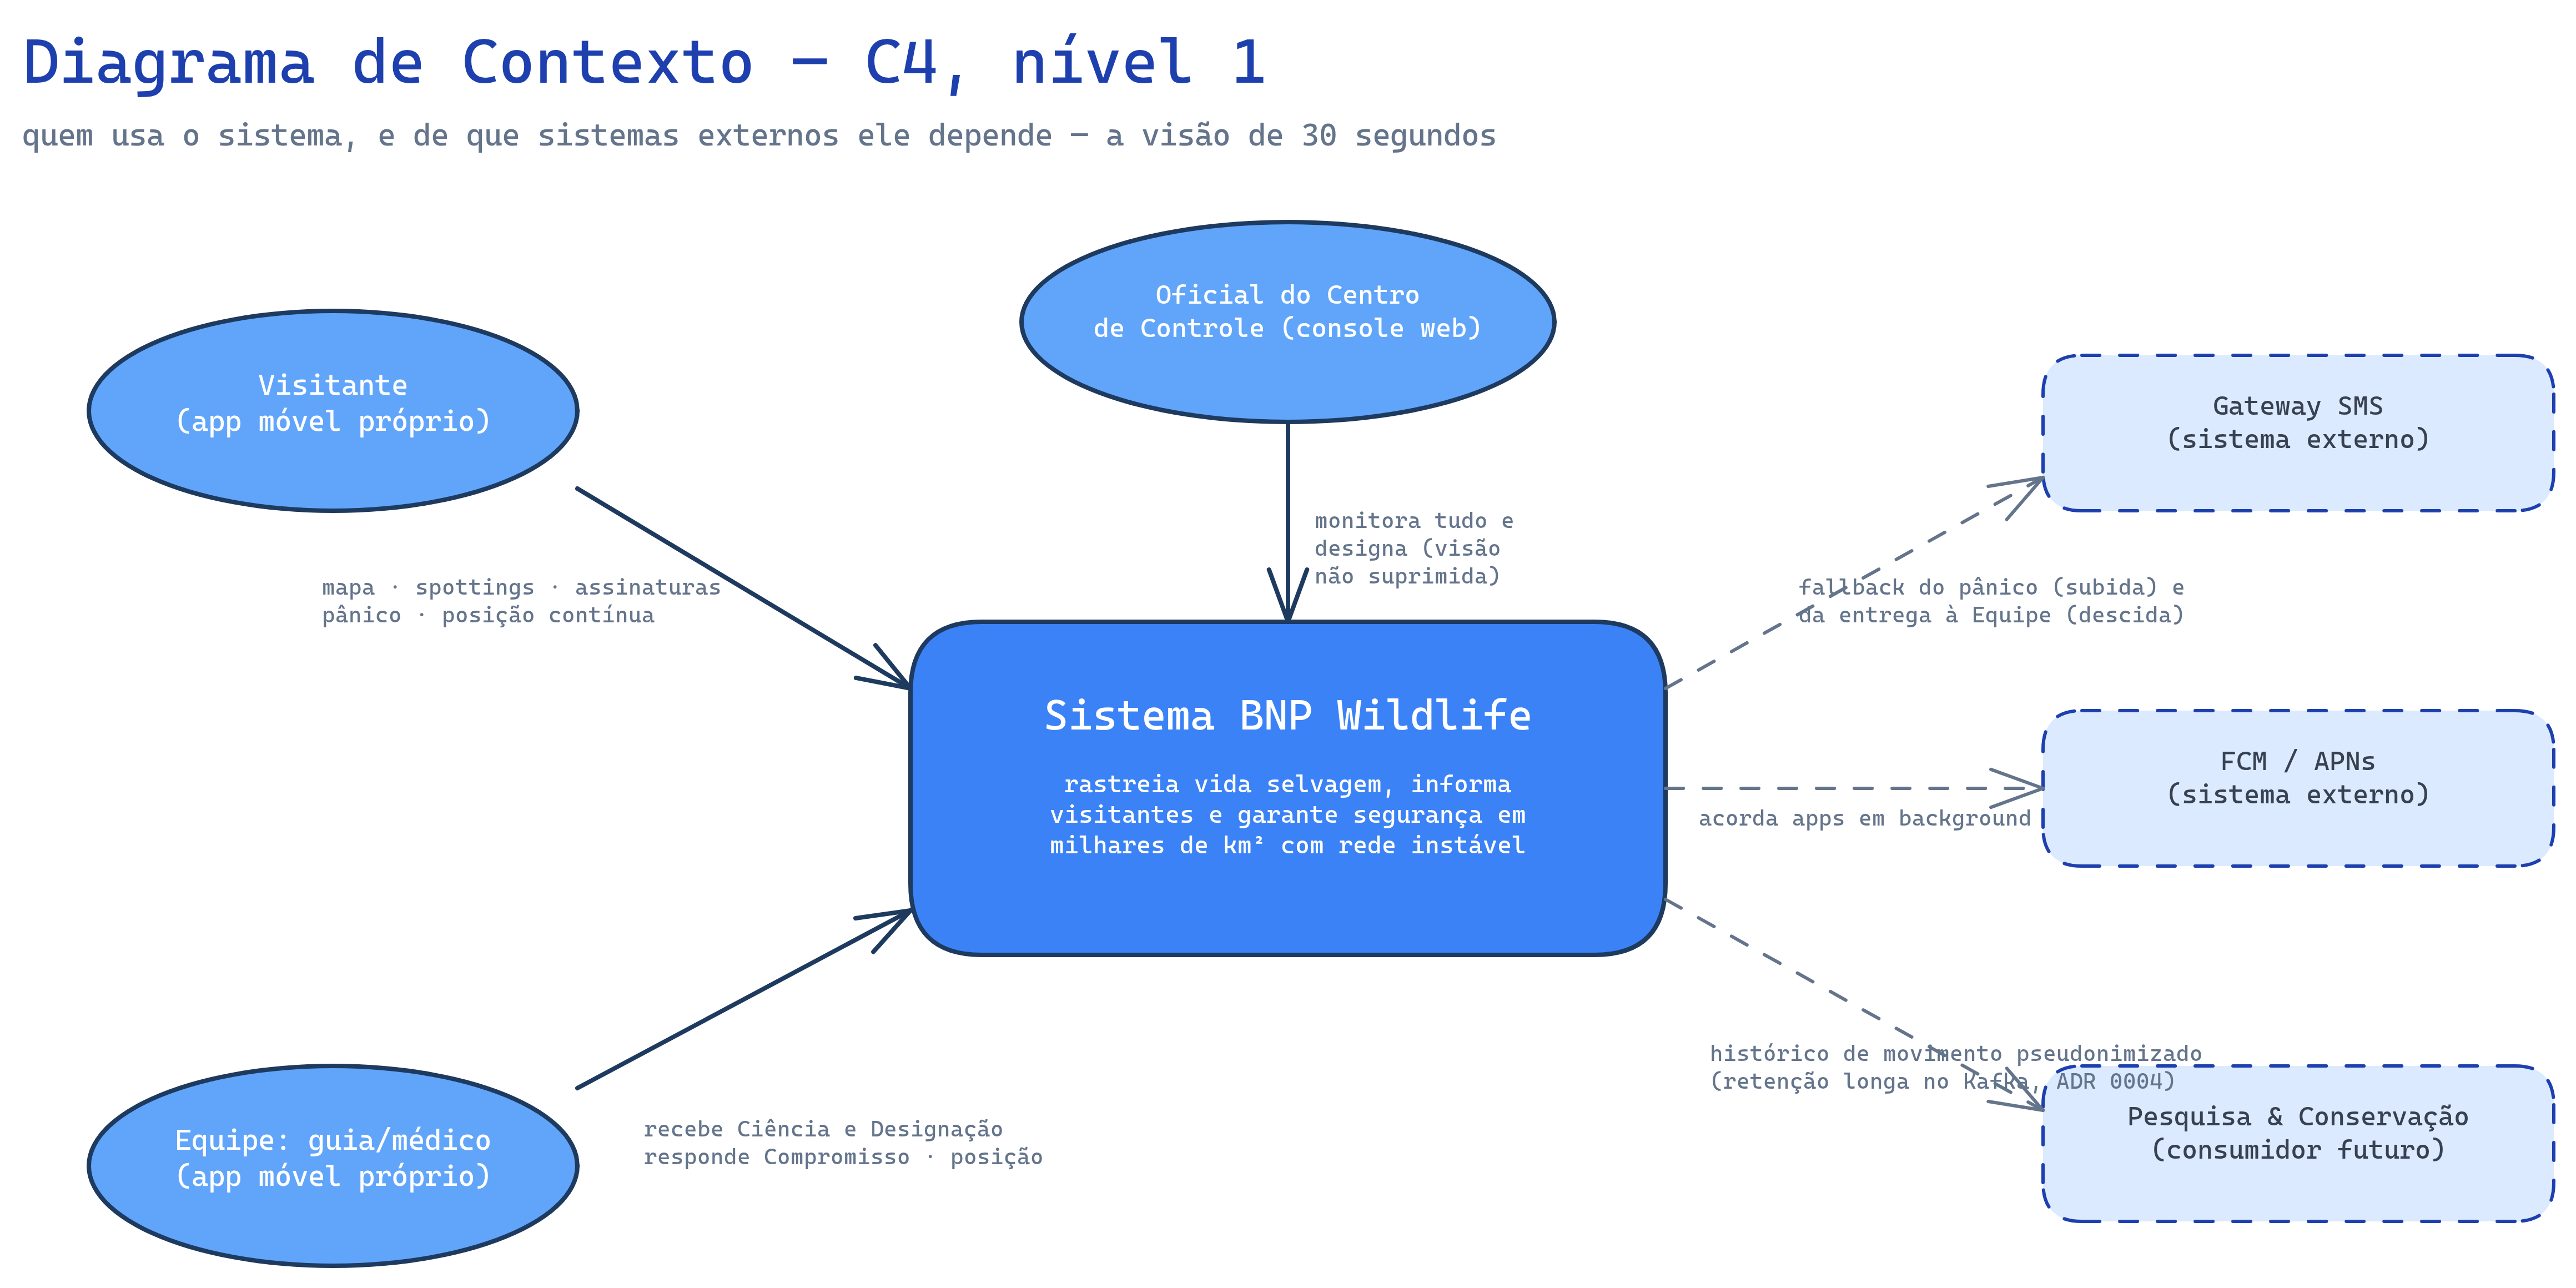 Diagrama de Contexto — C4, nível 1
quem usa o sistema, e de que sistemas externos ele depende — a visão de 30 segundos
Oficial do Centro
de Controle (console web)
Visitante
(app móvel próprio)
Gateway SMS
(sistema externo)
monitora tudo e
designa (visão
não suprimida)
mapa · spottings · assinaturas
pânico · posição contínua
fallback do pânico (subida) e
da entrega à Equipe (descida)
Sistema BNP Wildlife
rastreia vida selvagem, informa
visitantes e garante segurança em
milhares de km² com rede instável
FCM / APNs
(sistema externo)
acorda apps em background
histórico de movimento pseudonimizado
(retenção longa no Kafka, ADR 0004)
Pesquisa & Conservação
(consumidor futuro)
Equipe: guia/médico
(app móvel próprio)
recebe Ciência e Designação
responde Compromisso · posição